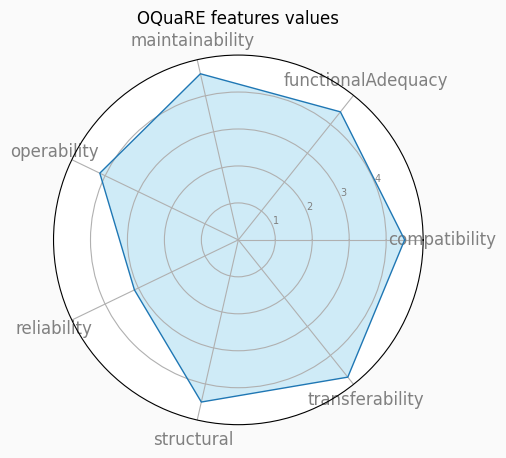 OQuaRE features values
maintainability
functionalAdequacy
operability
4
3
2
1
compatibility
reliability
transferability
structural